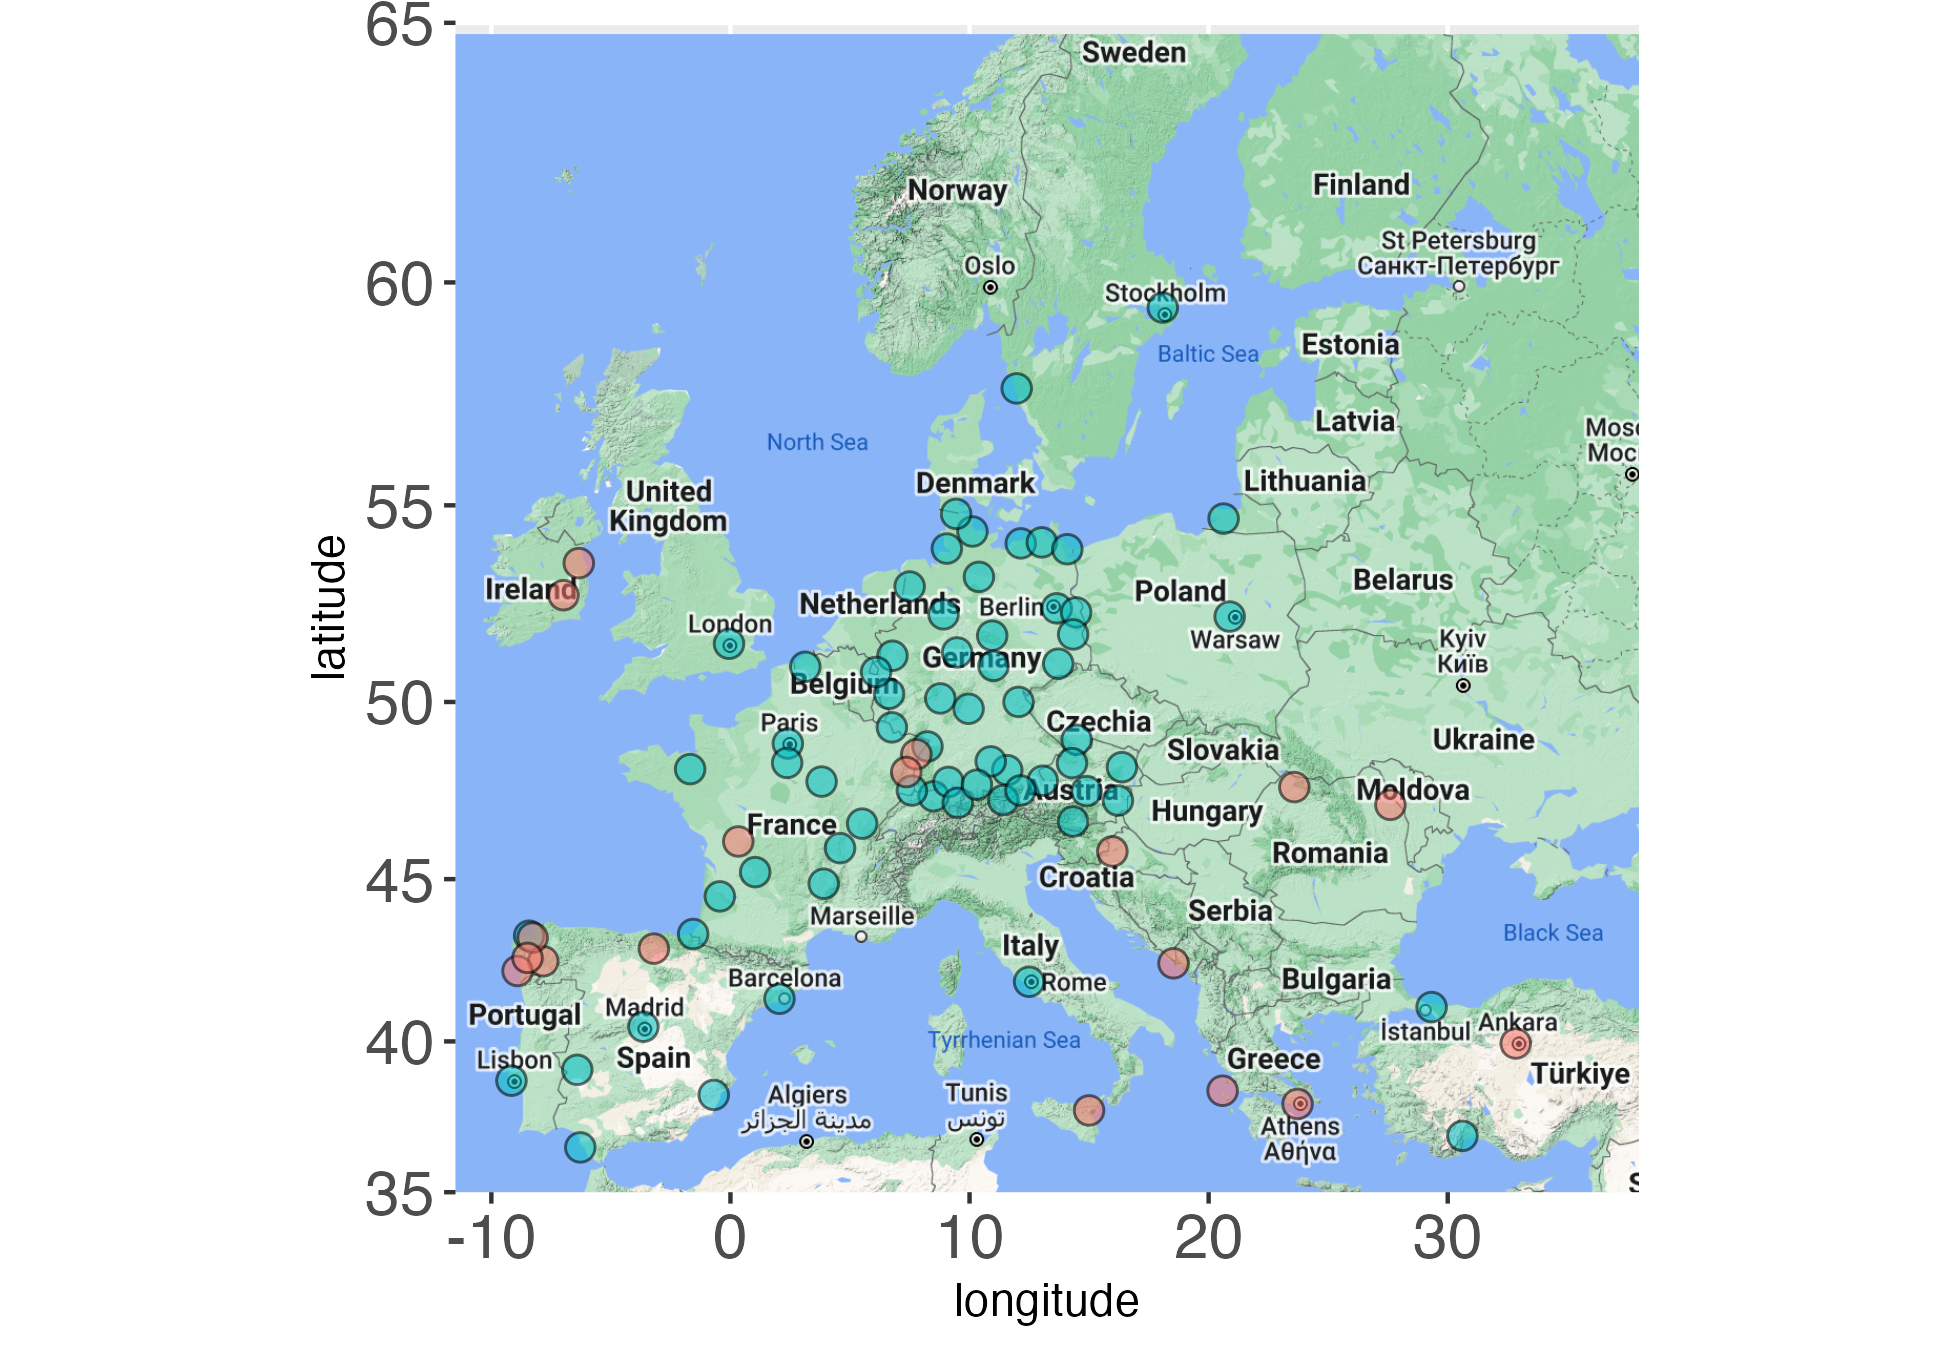 65
60
55
50
45
40
35
latitude
Sweden
Norway
Finland
St Petersburg
Санкт-Петербург
Oslo
Stockholm
Estonia
Baltic Sea
Latvia
North Sea
Denmark
Lithuania
United
Kingdom
Ireland
Netherlands
Berlin
Poland
Belarus
London
Warsaw
Kyiv
Київ
Germany
Belgium
Paris
Czechia
Slovakia
Ukraine
Austria
Moldova
Hungary
France
Romania
Croatia
Marseille
Serbia
Black Sea
Italy
Barcelona
Bulgaria
Rome
Portugal
Madrid
İstanbul
Ankara
Tyrrhenian Sea
Lisbon
Spain
Greece
Türkiye
Algiers
مدينة الجزائر
Tunis
تونس
Athens
Αθήνα
-10
0
10
20
30
longitude